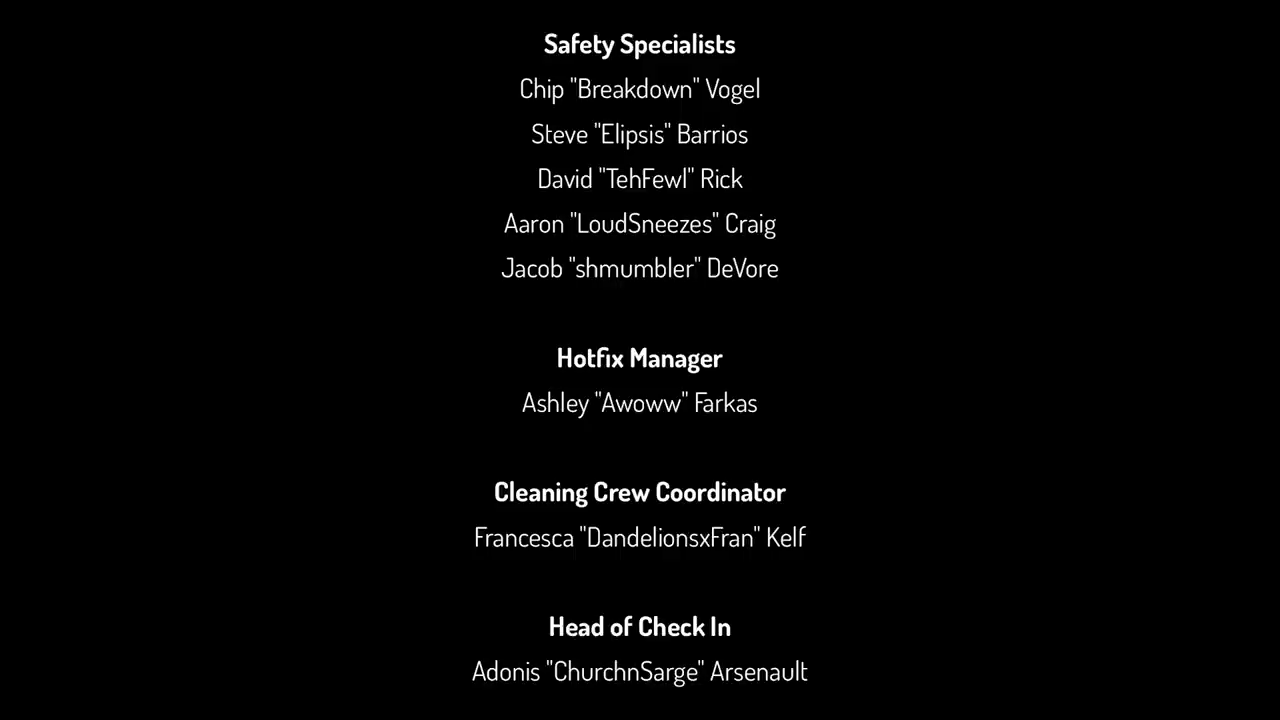 Safety Specialists
Chip "Breakdown" Vogel
Steve "Elipsis" Barrios
David "TehFewl" Rick
Aaron "LoudSneezes" Craig
Jacob "shmumbler" DeVore
Hotfix Manager
Ashley "Awoww" Farkas
Cleaning Crew Coordinator
Francesca "DandelionsxFran" Kelf
Head of Check In
Adonis "ChurchnSarge" Arsenault